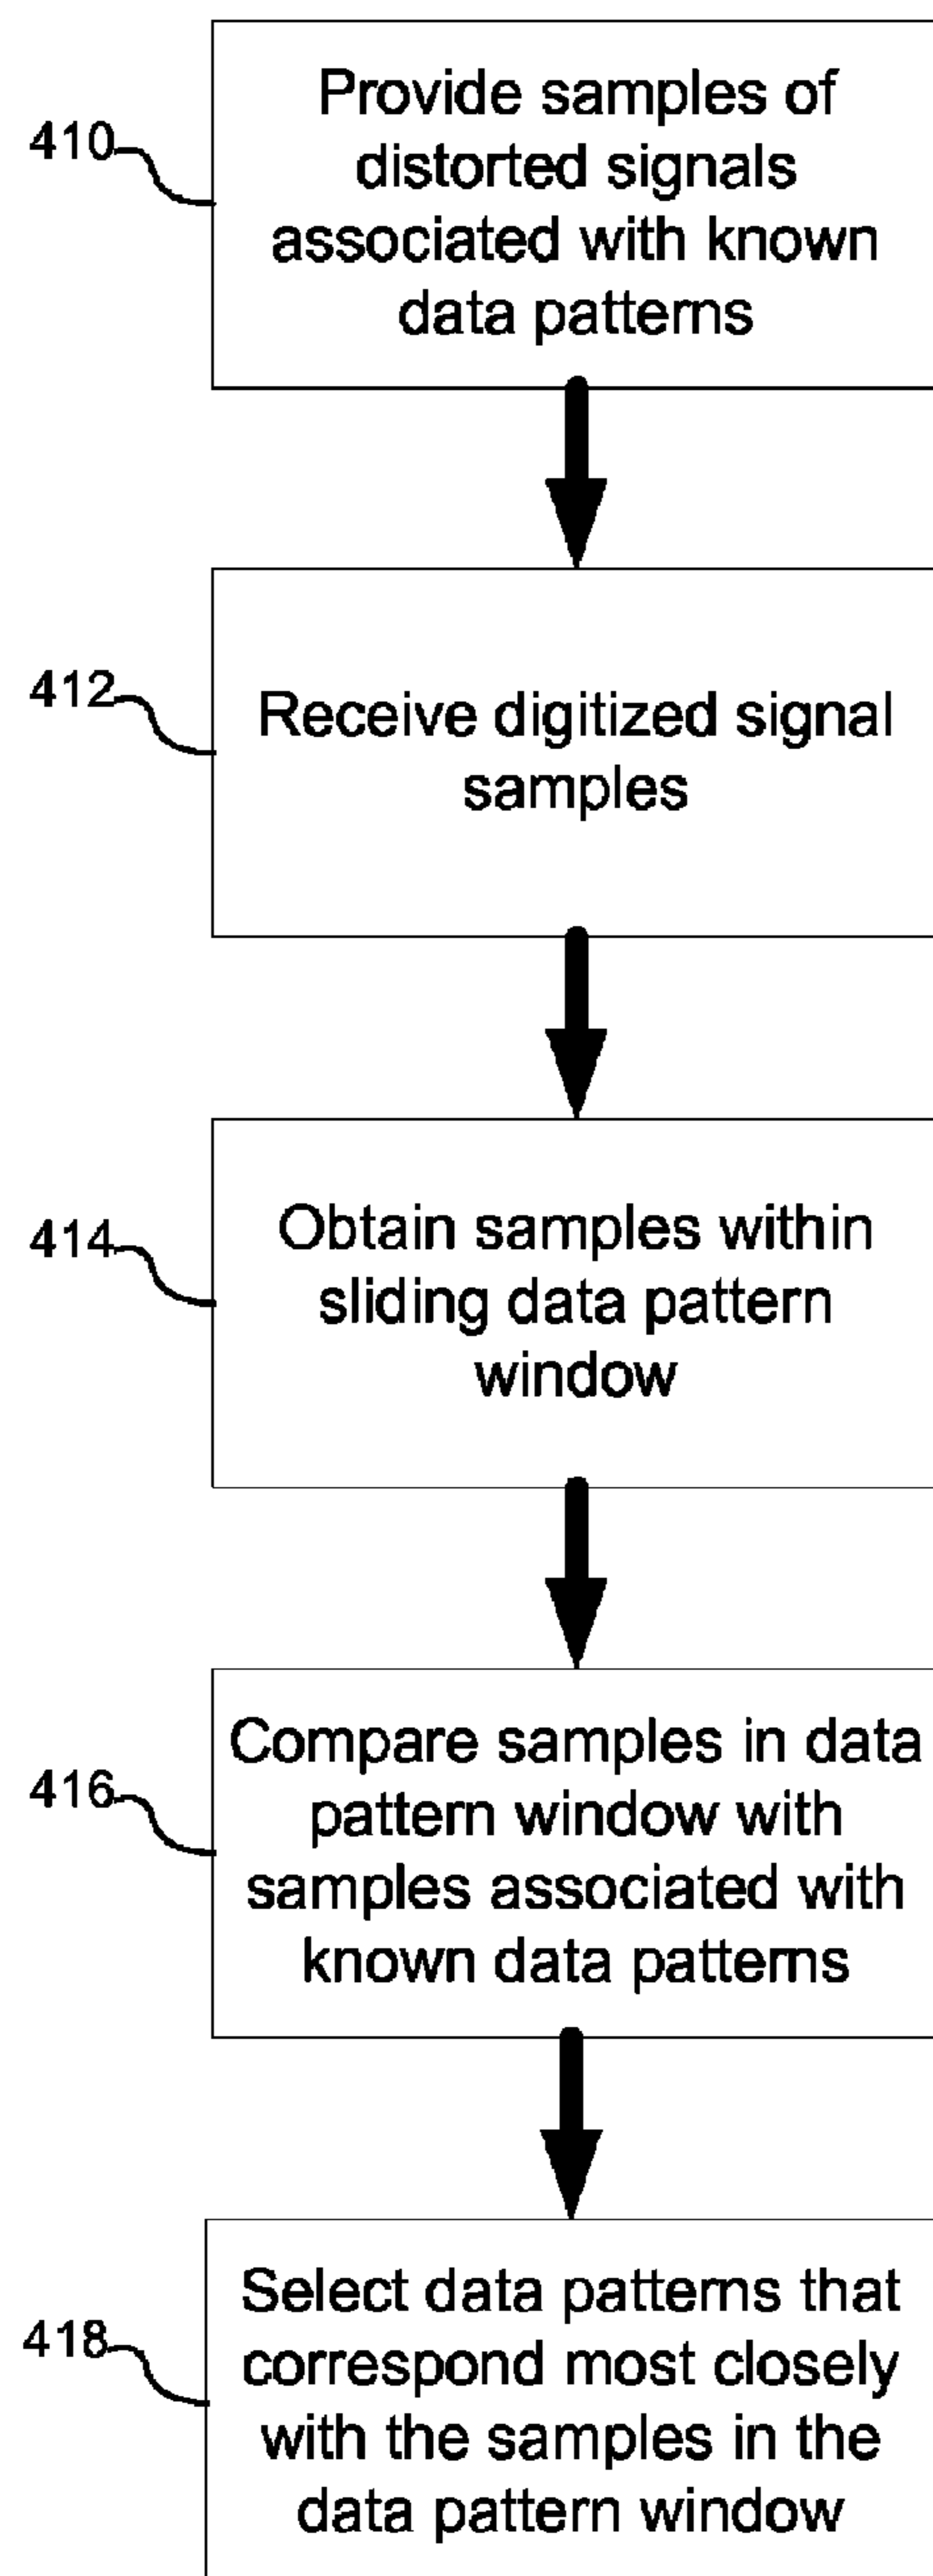 410
Provide samples of
distorted signals
associated with known
data patterns
412
Receive digitized signal
samples
414
Obtain samples within
sliding data pattern
window
416
Compare samples in data
pattern window with
samples associated with
known data patterns
418
Select data patterns that
correspond most closely
with the samples in the
data pattern window